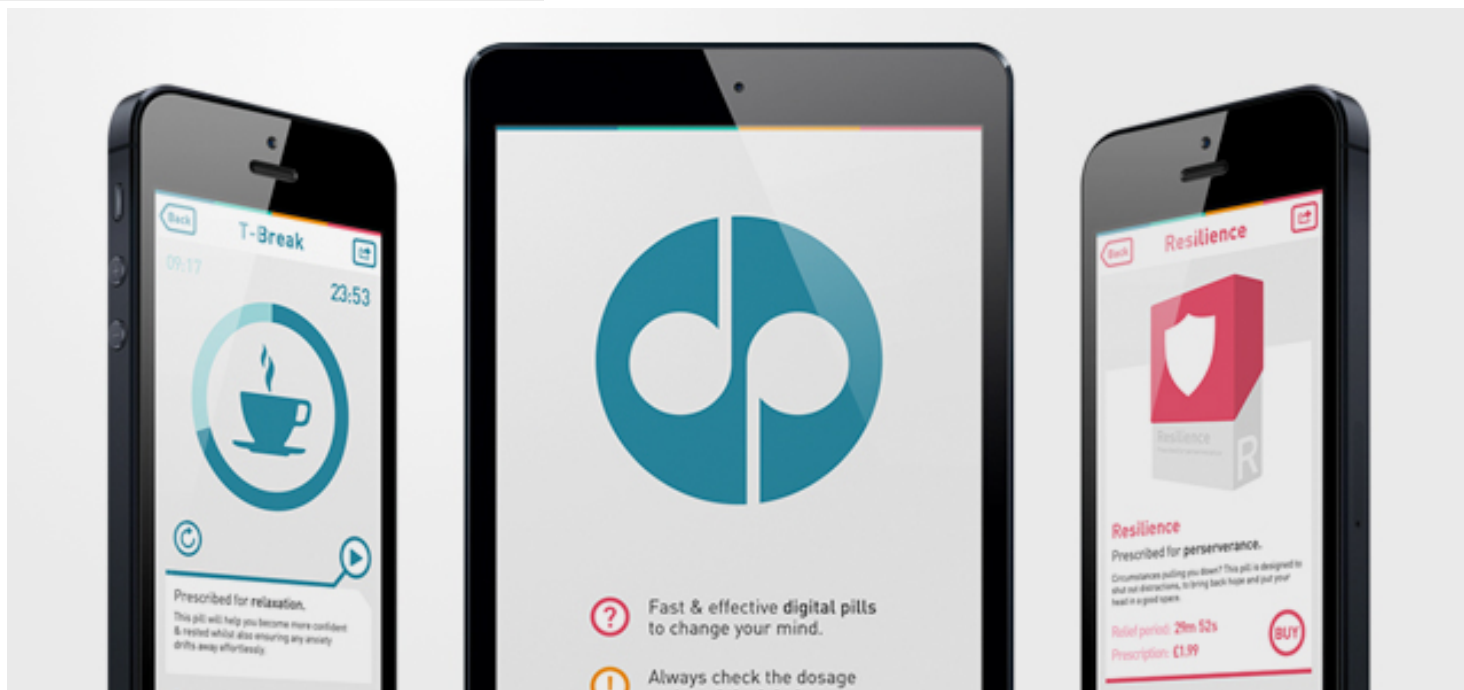 Back
T-Break
09:17
23:53
Prescribed for relaxation.
This pill will help you become more confident
& rested whilst also ensuring any anxiety
drifts away effortlessly.
dp
Fast & effective digital pills
to change your mind.
Always check the dosage
Back
Resilience
Resilience
R
Resilience
Prescribed for perserverance.
Circumstances pulling you down? This pill is designed to
shut out distractions, to bring back hope and put your
head in a good space.
Relief period: 29m 52s
Prescription: £1.99
BUY